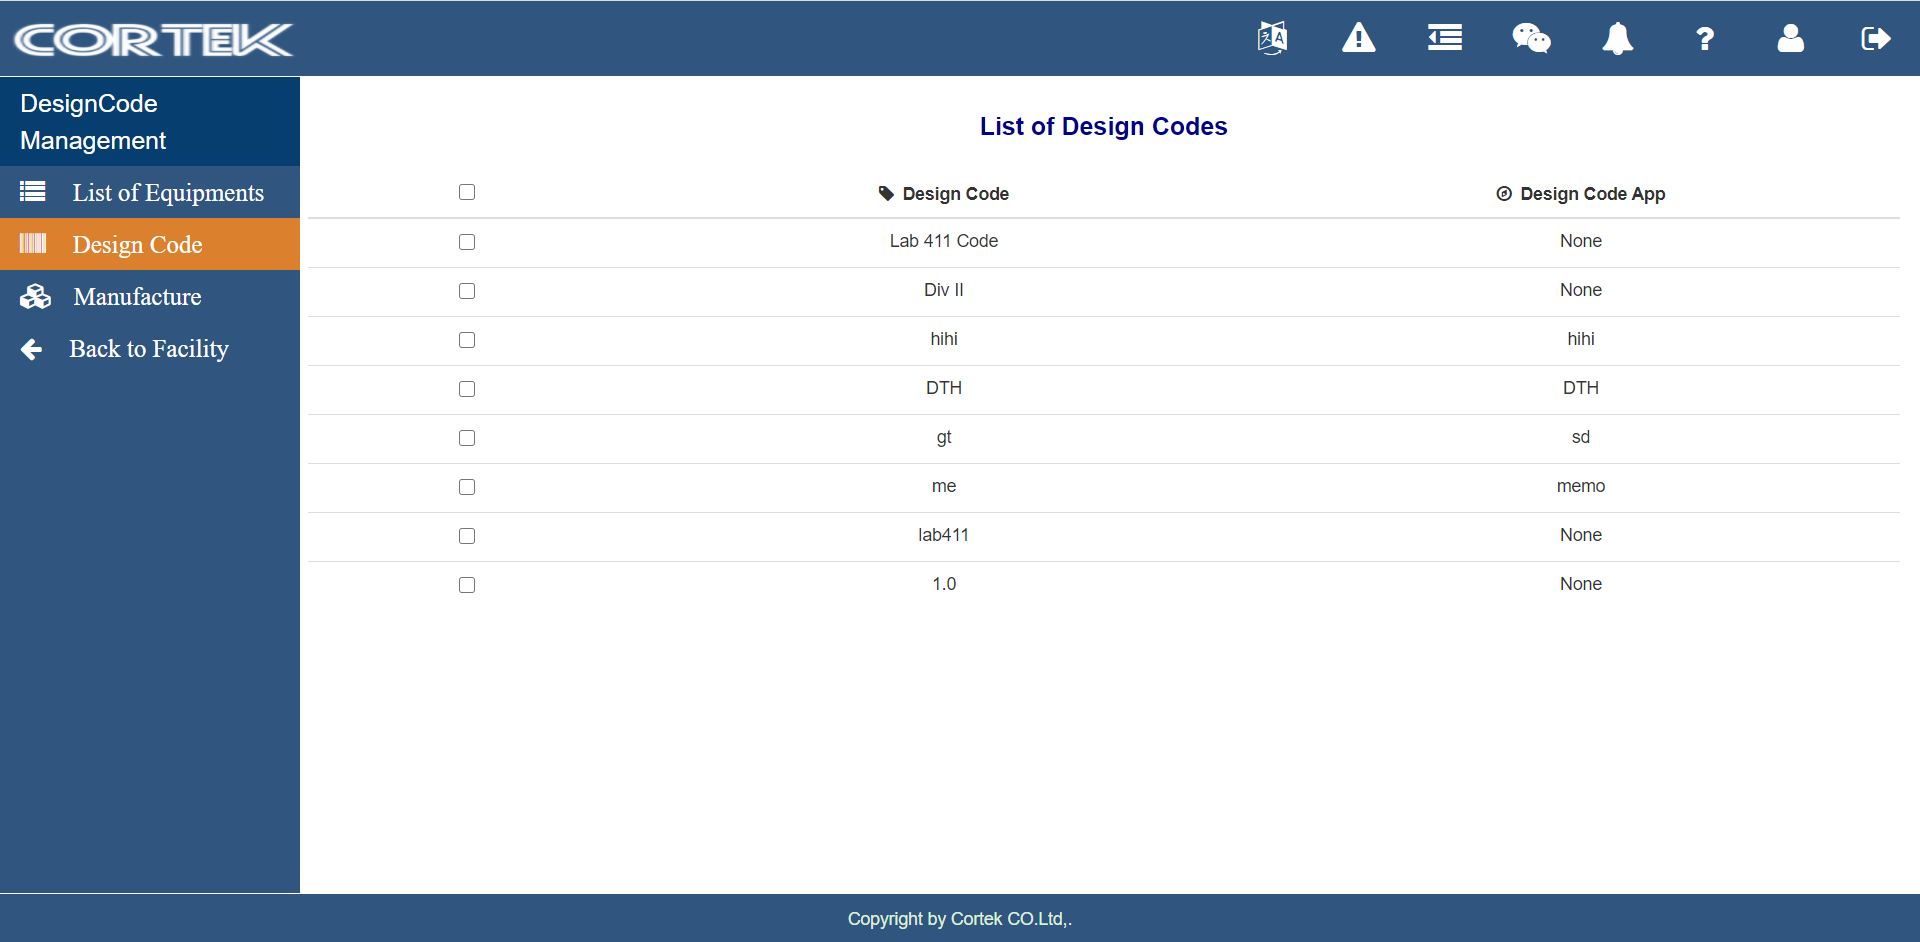 CORTEK
DesignCode
Management
List of Equipments
Design Code
Manufacture
Back to Facility
List of Design Codes
Design Code Design Code App
Lab 411 Code None
Div II None
hihi hihi
DTH DTH
gt sd
me memo
lab411 None
1.0 None
Copyright by Cortek CO.Ltd,.